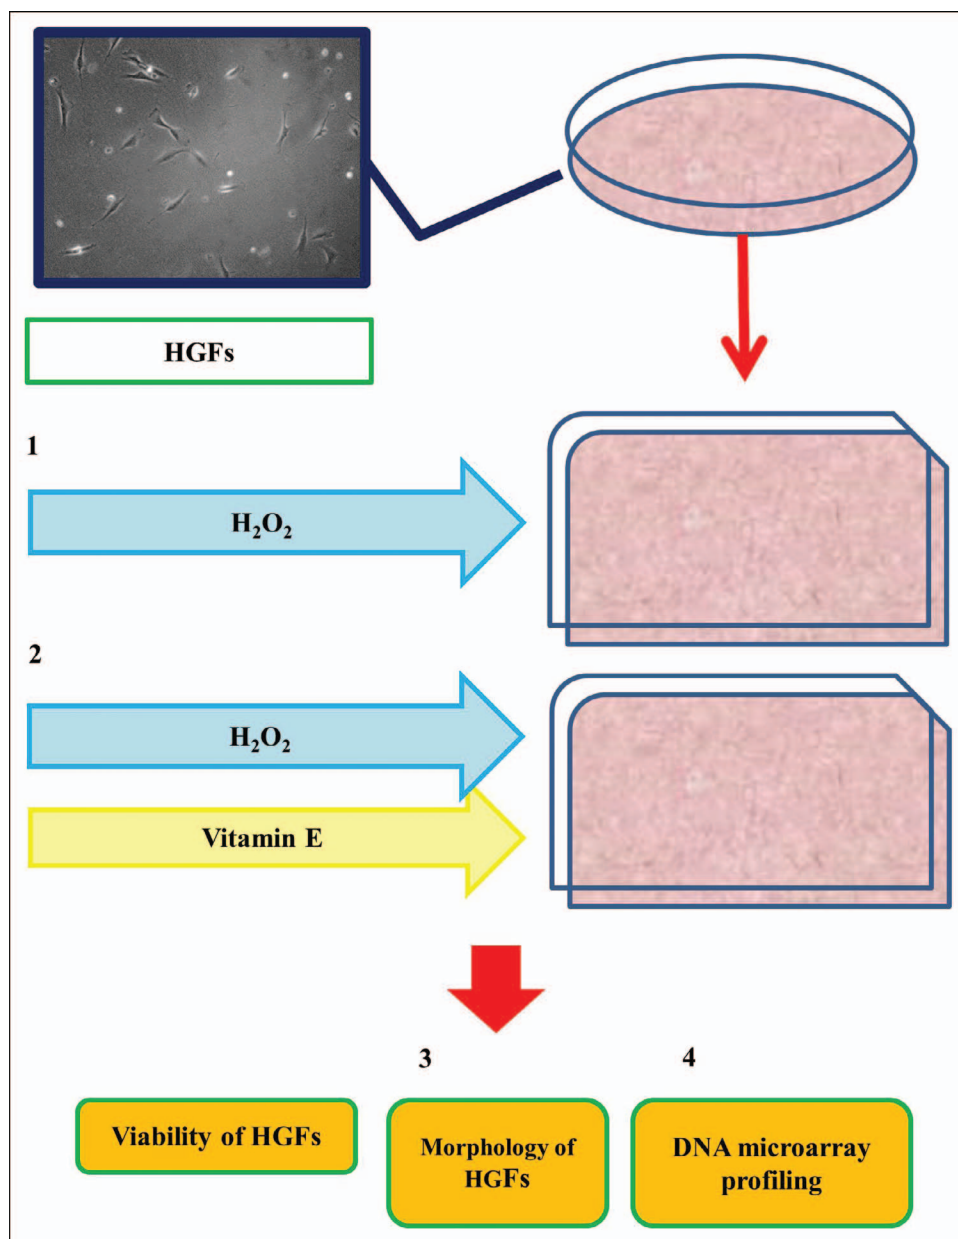 HGFs
1
H₂O₂
2
H₂O₂
Vitamin E
3
4
Viability of HGFs
Morphology of
HGFs
DNA microarray
profiling